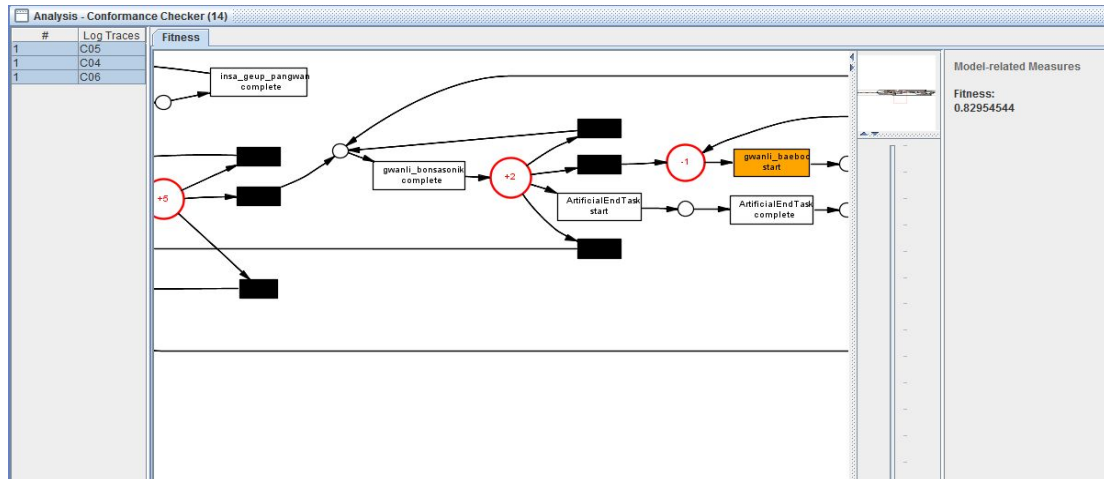 Analysis - Conformance Checker (14)
# Log Traces
1 C05
1 C04
1 C06
Fitness
insa_geup_pangwan
complete
+5
gwanli_bonsasonik
complete
+2
ArtificialEndTask
start
-1
gwanli_baeboo
start
ArtificialEndTask
complete
Model-related Measures
Fitness:
0.82954544